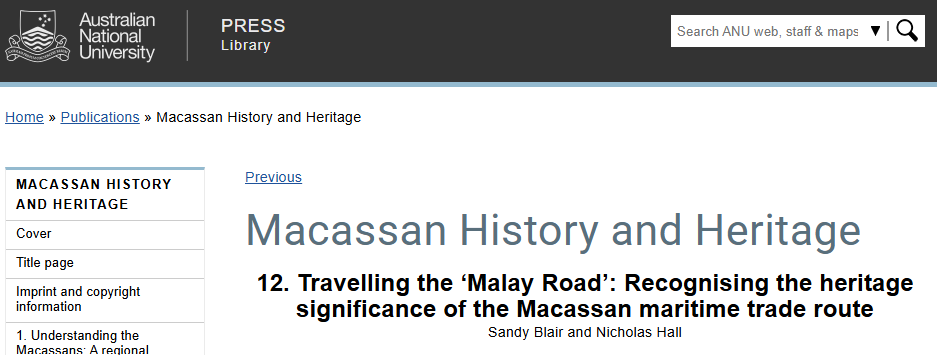 Australian
National
University
PRESS
Library
Search ANU web, staff & maps
Home » Publications » Macassan History and Heritage
MACASSAN HISTORY
AND HERITAGE
Cover
Title page
Imprint and copyright
information
1. Understanding the
Macassans: A regional
Previous
Macassan History and Heritage
12. Travelling the ‘Malay Road’: Recognising the heritage
significance of the Macassan maritime trade route
Sandy Blair and Nicholas Hall